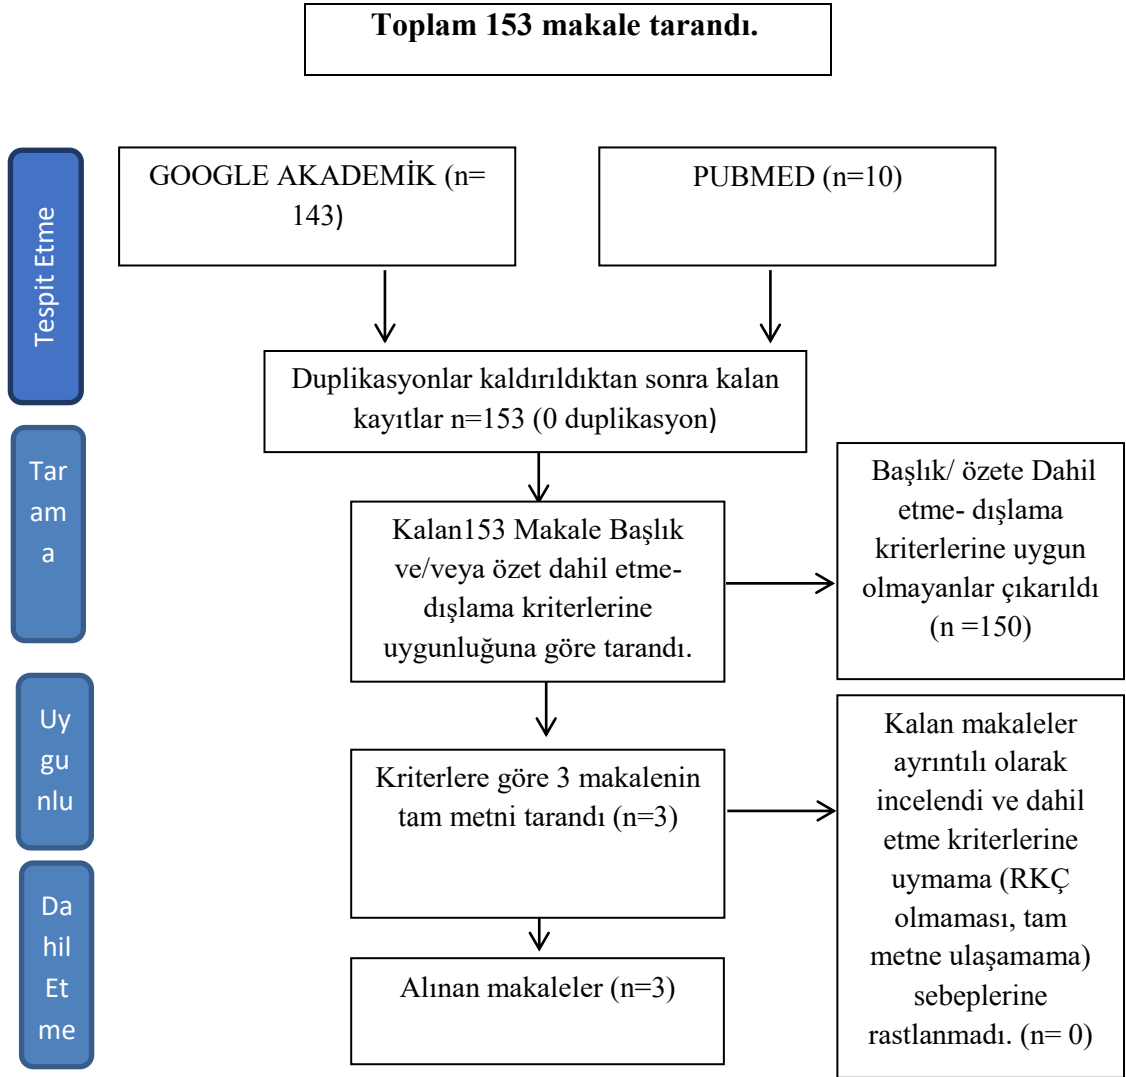 Toplam 153 makale tarandı.
Tespit Etme
GOOGLE AKADEMİK (n=
143)
PUBMED (n=10)
Duplikasyonlar kaldırıldıktan sonra kalan
kayıtlar n=153 (0 duplikasyon)
Tar
am
a
Kalan153 Makale Başlık
ve/veya özet dahil etme-
dışlama kriterlerine
uygunluğuna göre tarandı.
Başlık/ özete Dahil
etme- dışlama
kriterlerine uygun
olmayanlar çıkarıldı
(n =150)
Uy
gu
nlu
Kriterlere göre 3 makalenin
tam metni tarandı (n=3)
Kalan makaleler
ayrıntılı olarak
incelendi ve dahil
etme kriterlerine
uymama (RKÇ
olmaması, tam
metne ulaşamama)
sebeplerine
rastlanmadı. (n= 0)
Da
hil
Et
me
Alınan makaleler (n=3)